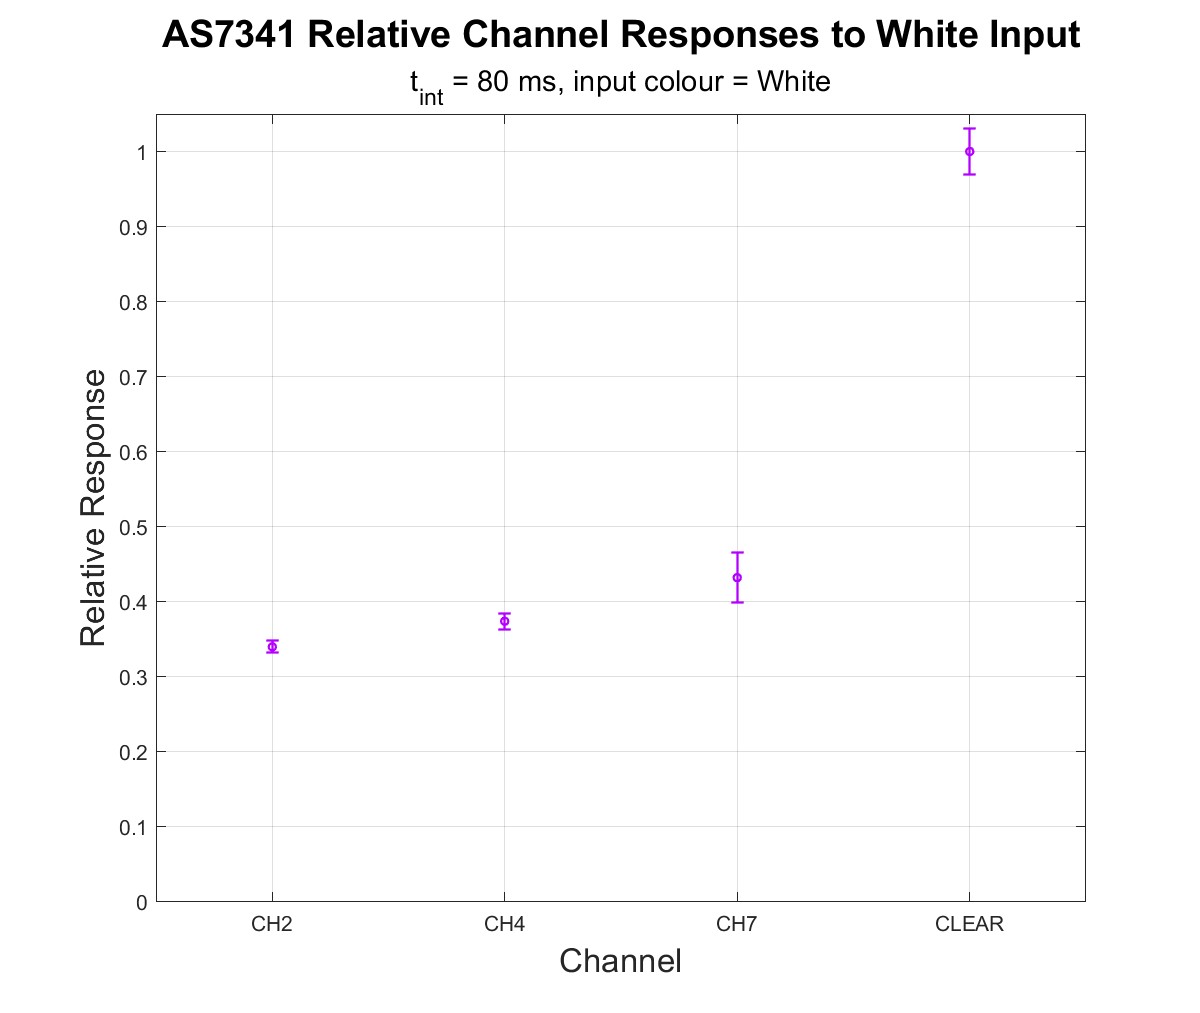 AS7341 Relative Channel Responses to White Input
t_int = 80 ms, input colour = White
1
0.9
0.8
0.7
0.6
0.5
0.4
0.3
0.2
0.1
0
Relative Response
CH2 CH4 CH7 CLEAR
Channel